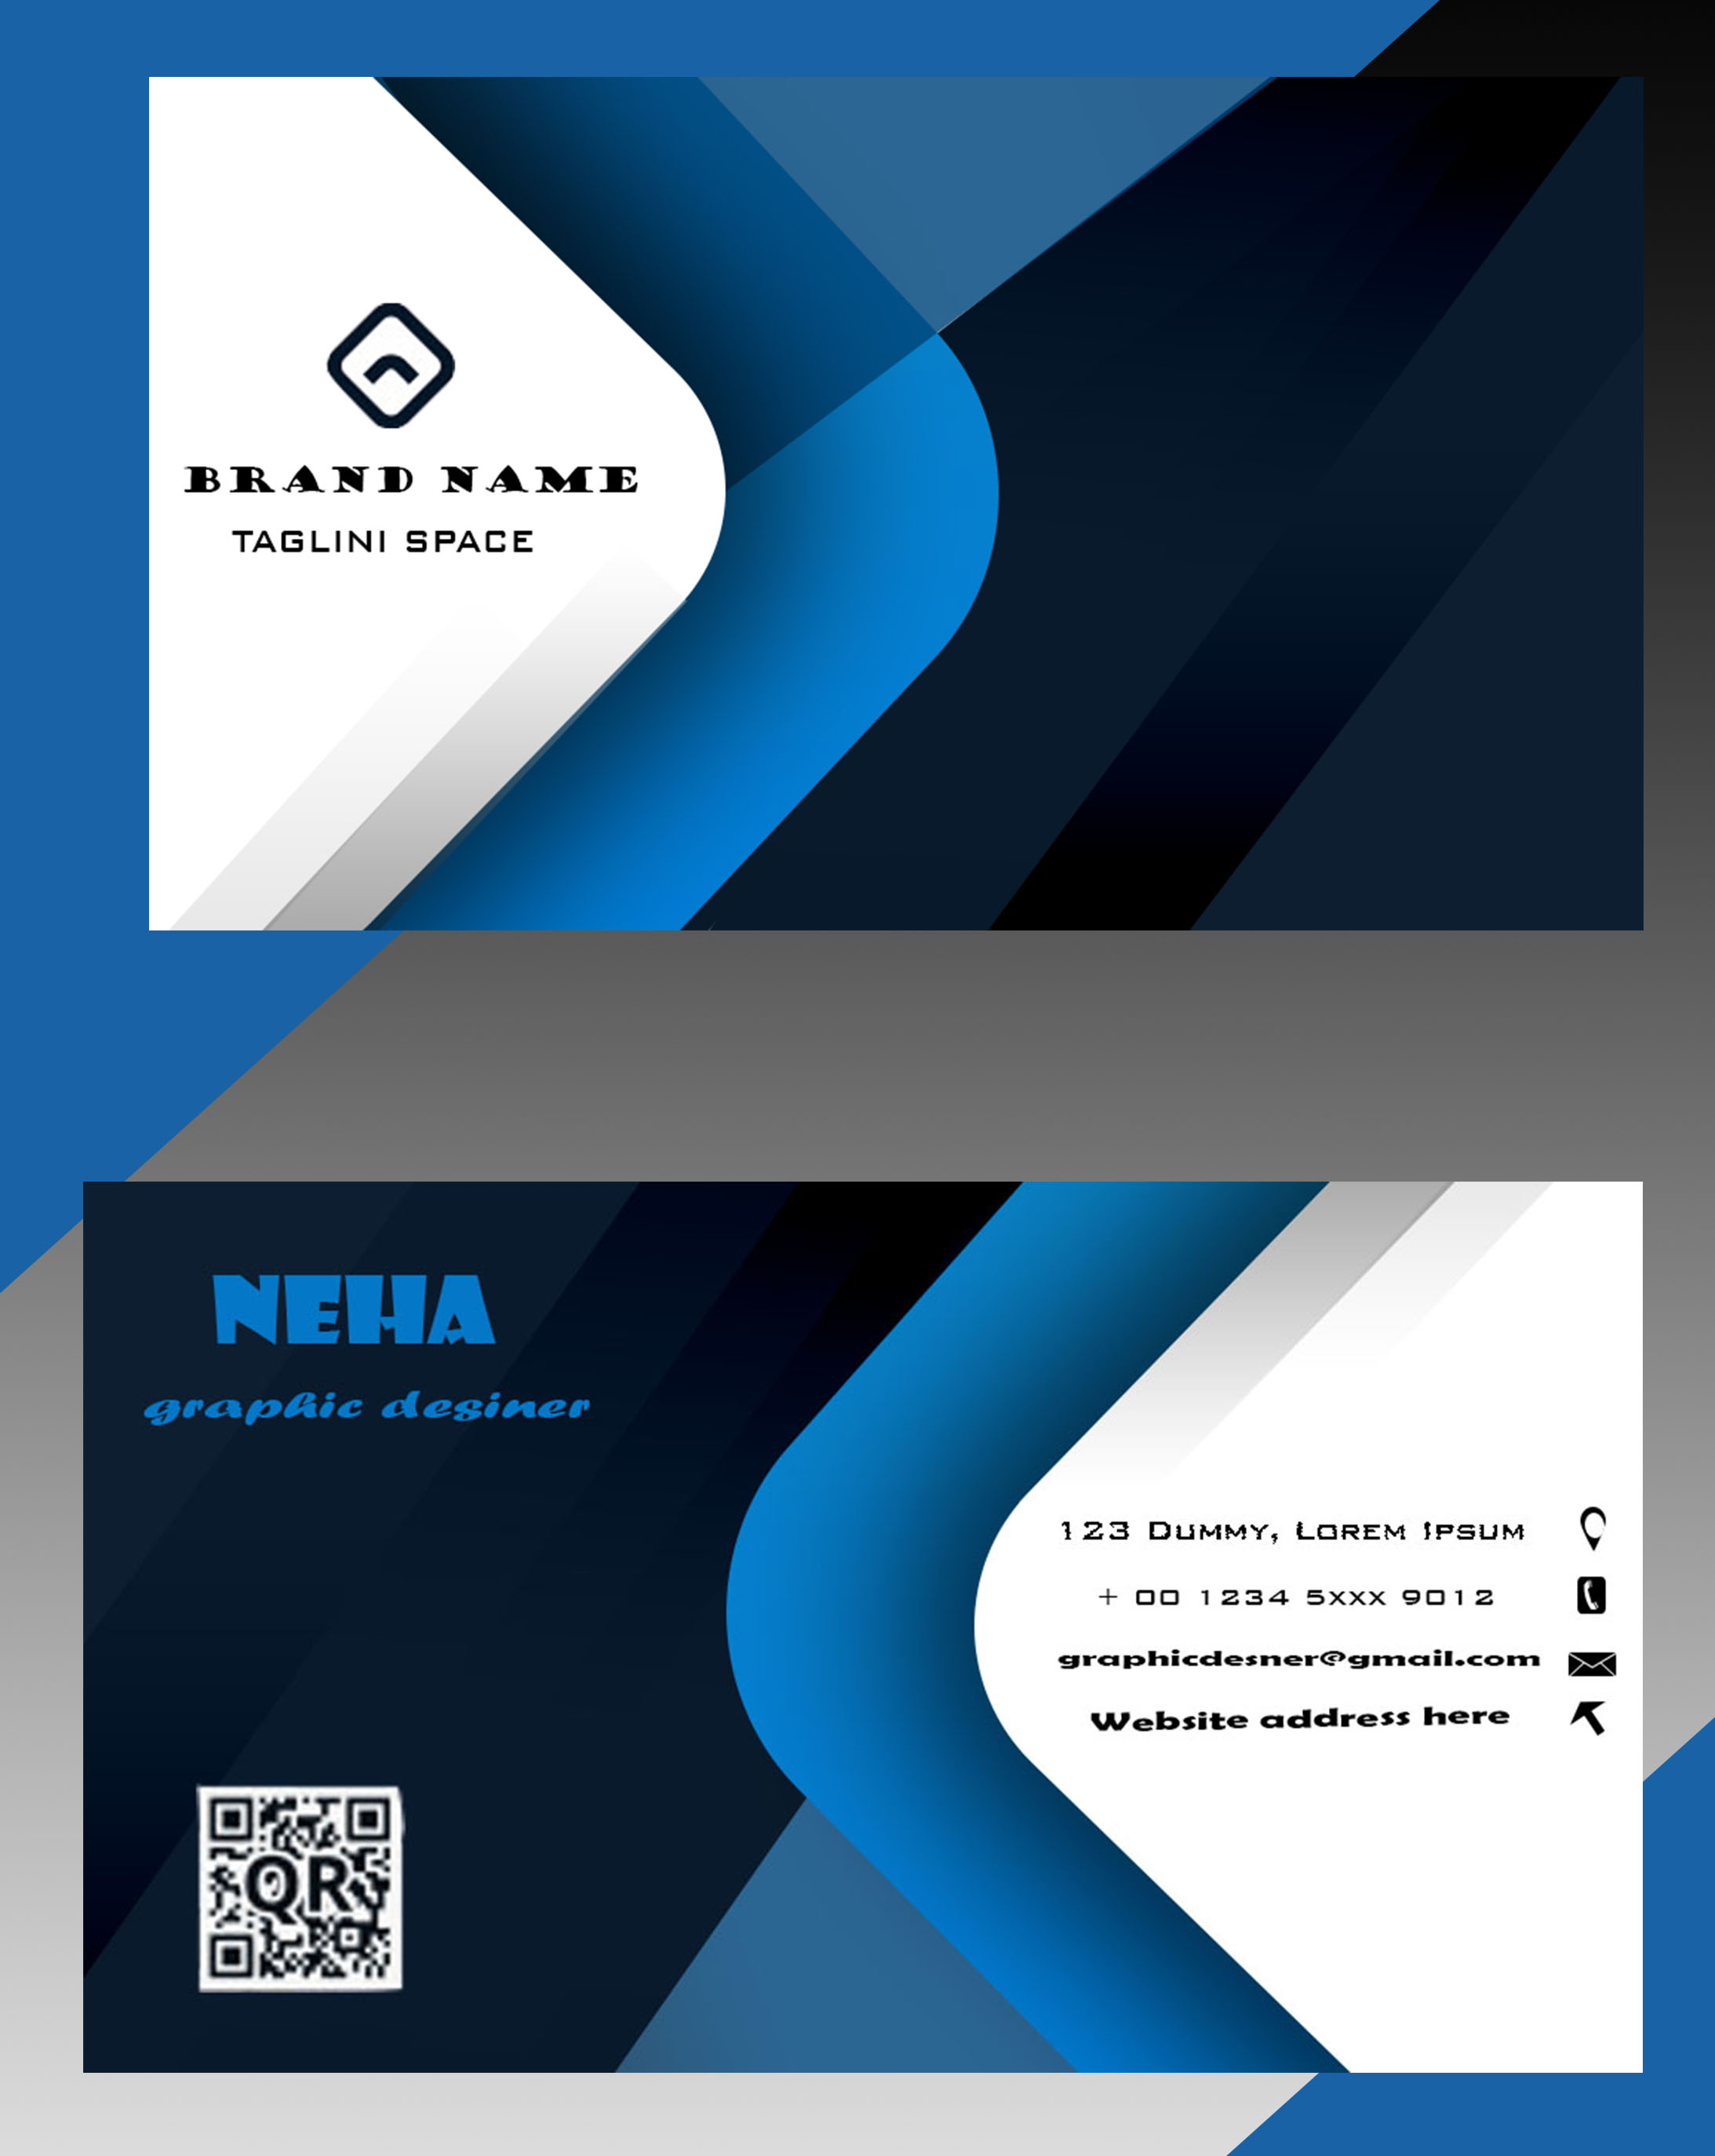 BRAND NAME
TAGLINI SPACE
NEHA
graphic desiner
123 Dummy, Lorem Ipsum
+ 00 1234 5xxx 9012
graphicdesner@gmail.com
Website address here
QR